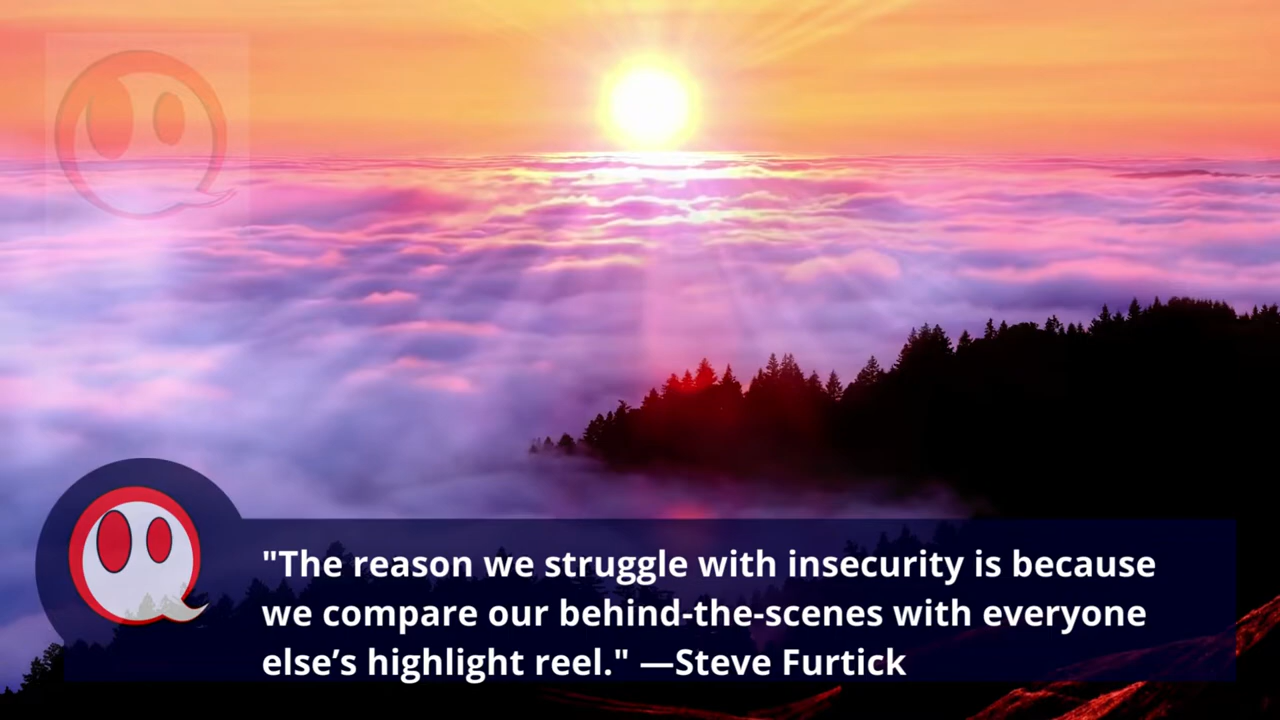 "The reason we struggle with insecurity is because
we compare our behind-the-scenes with everyone
else’s highlight reel." —Steve Furtick